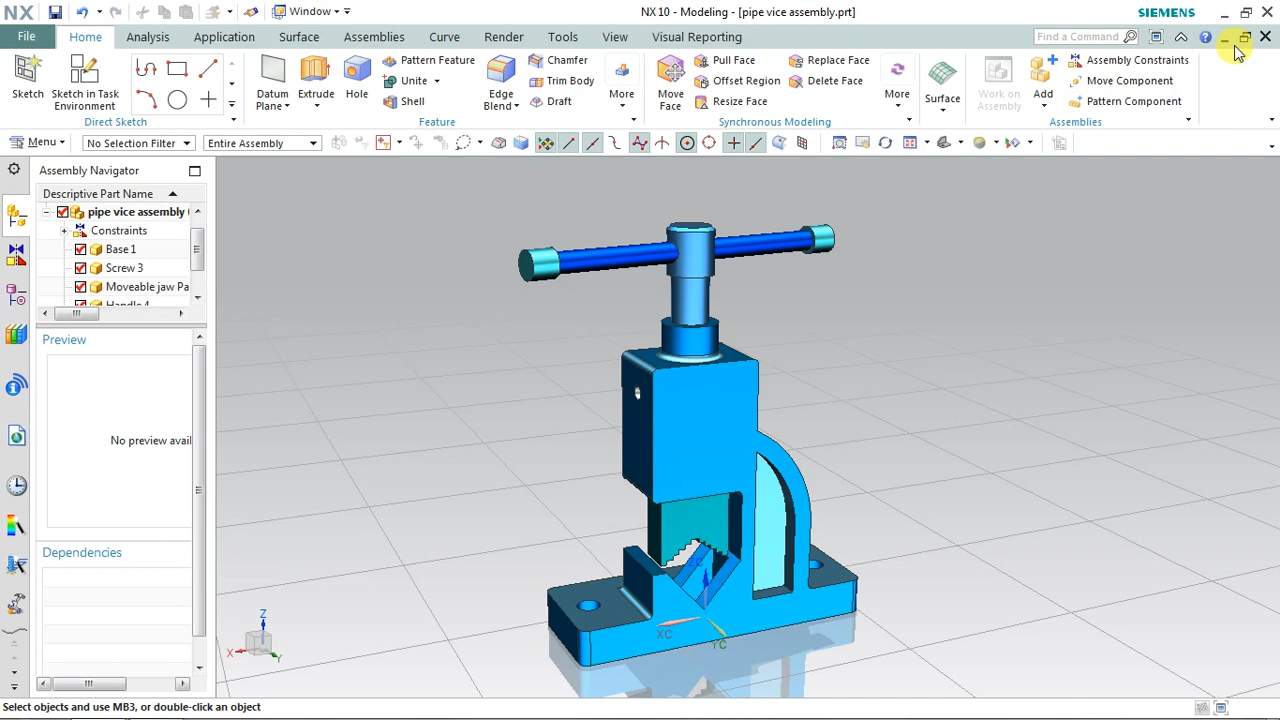 NX
Window
NX 10 - Modeling - [pipe vice assembly.prt]
SIEMENS
File
Home
Analysis
Application
Surface
Assemblies
Curve
Render
Tools
View
Visual Reporting
Find a Command
Sketch
Sketch in Task
Environment
Direct Sketch
Datum
Plane
Extrude
Hole
Pattern Feature
Unite
Shell
Edge
Blend
Chamfer
Trim Body
Draft
More
Feature
Move
Face
Pull Face
Offset Region
Resize Face
Replace Face
Delete Face
More
Synchronous Modeling
Surface
Work on
Assembly
Add
Assembly Constraints
Move Component
Pattern Component
Assemblies
Menu
No Selection Filter
Entire Assembly
Assembly Navigator
Descriptive Part Name
pipe vice assembly (
Constraints
Base 1
Screw 3
Moveable jaw Pa
Handle 4
Preview
No preview avail
Dependencies
ZC
XC
YC
Z
X
Y
Select objects and use MB3, or double-click an object